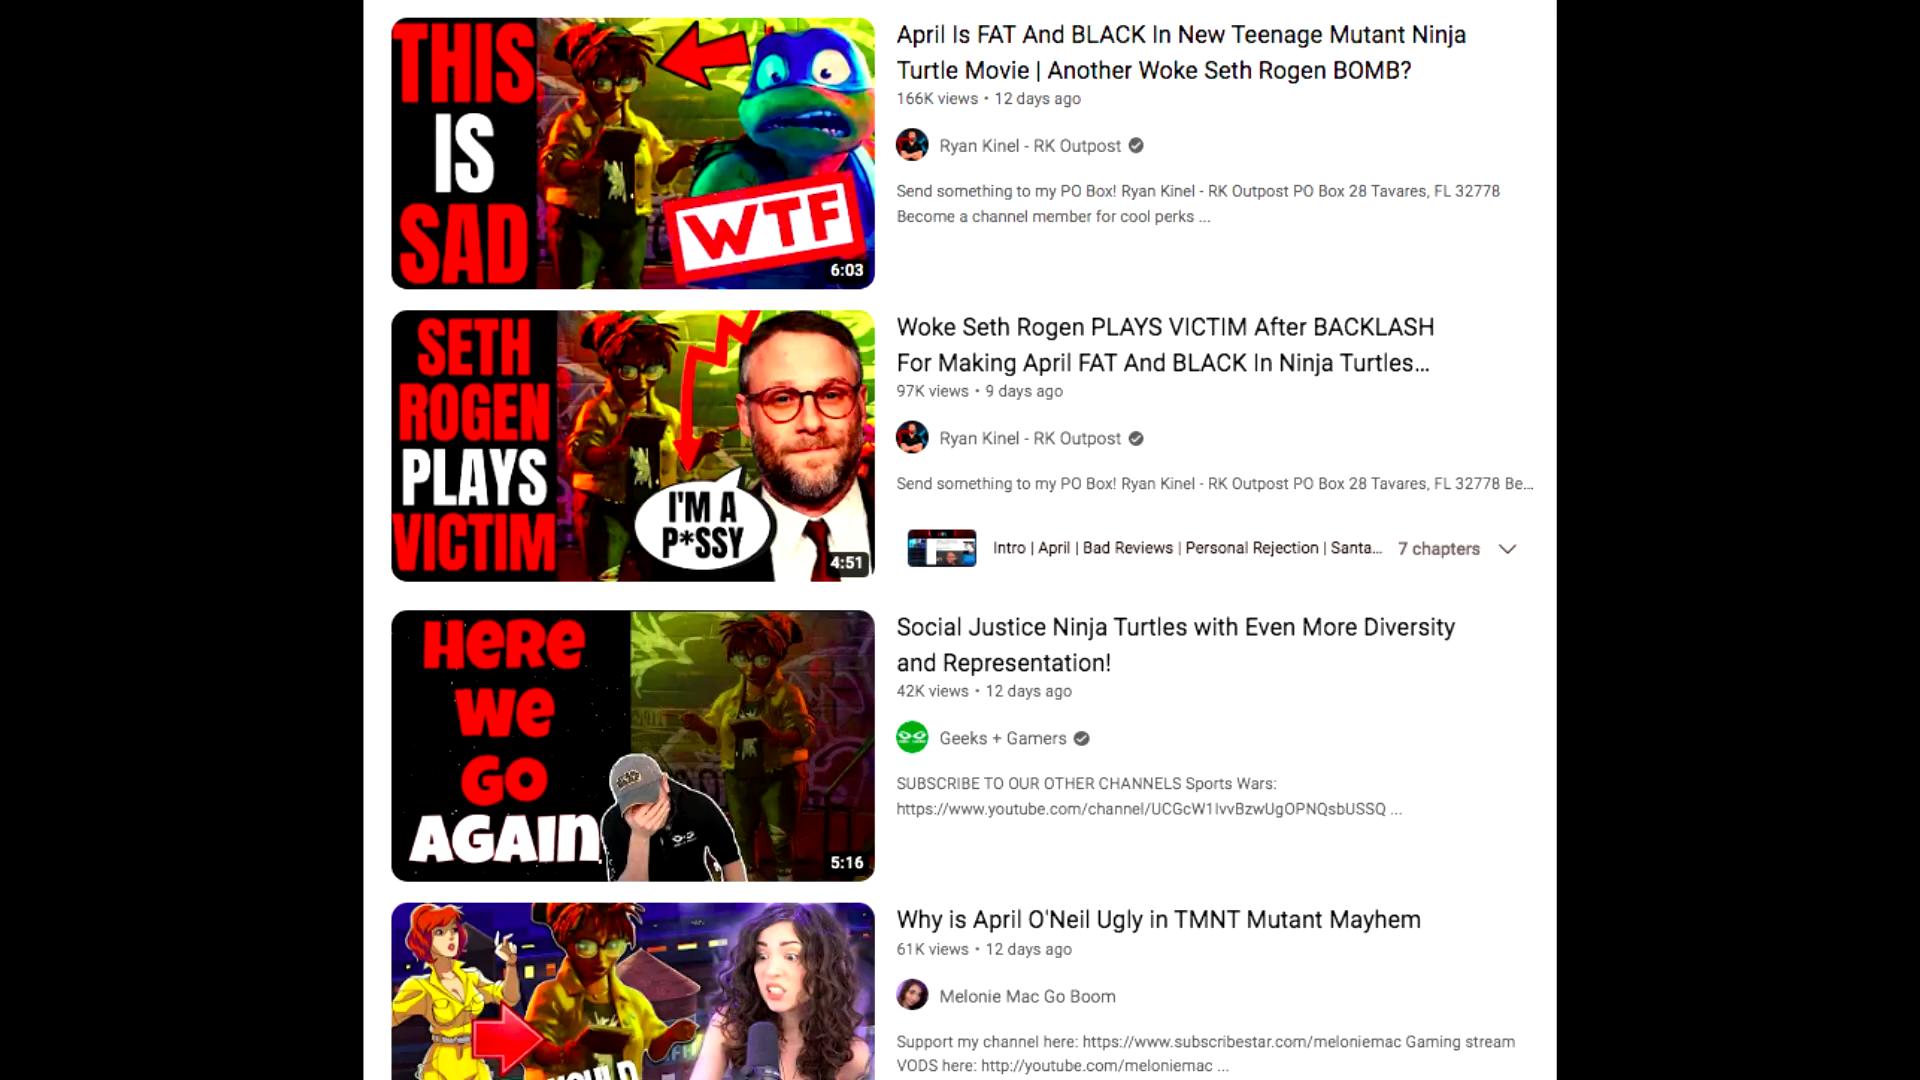 THIS
IS
SAD
WTF
6:03
April Is FAT And BLACK In New Teenage Mutant Ninja
Turtle Movie | Another Woke Seth Rogen BOMB?
166K views • 12 days ago
Ryan Kinel - RK Outpost
Send something to my PO Box! Ryan Kinel - RK Outpost PO Box 28 Tavares, FL 32778
Become a channel member for cool perks ...
SETH
ROGEN
PLAYS
VICTIM
I'M A
P*SSY
4:51
Woke Seth Rogen PLAYS VICTIM After BACKLASH
For Making April FAT And BLACK In Ninja Turtles...
97K views • 9 days ago
Ryan Kinel - RK Outpost
Send something to my PO Box! Ryan Kinel - RK Outpost PO Box 28 Tavares, FL 32778 Be...
Intro | April | Bad Reviews | Personal Rejection | Santa... 7 chapters
HeRe
we
GO
AGAIN
5:16
Social Justice Ninja Turtles with Even More Diversity
and Representation!
42K views • 12 days ago
Geeks + Gamers
SUBSCRIBE TO OUR OTHER CHANNELS Sports Wars:
https://www.youtube.com/channel/UCGcW1IvvBzwUgOPNQsbUSSQ ...
Why is April O'Neil Ugly in TMNT Mutant Mayhem
61K views • 12 days ago
Melonie Mac Go Boom
Support my channel here: https://www.subscribestar.com/meloniemac Gaming stream
VODS here: http://youtube.com/meloniemac ...